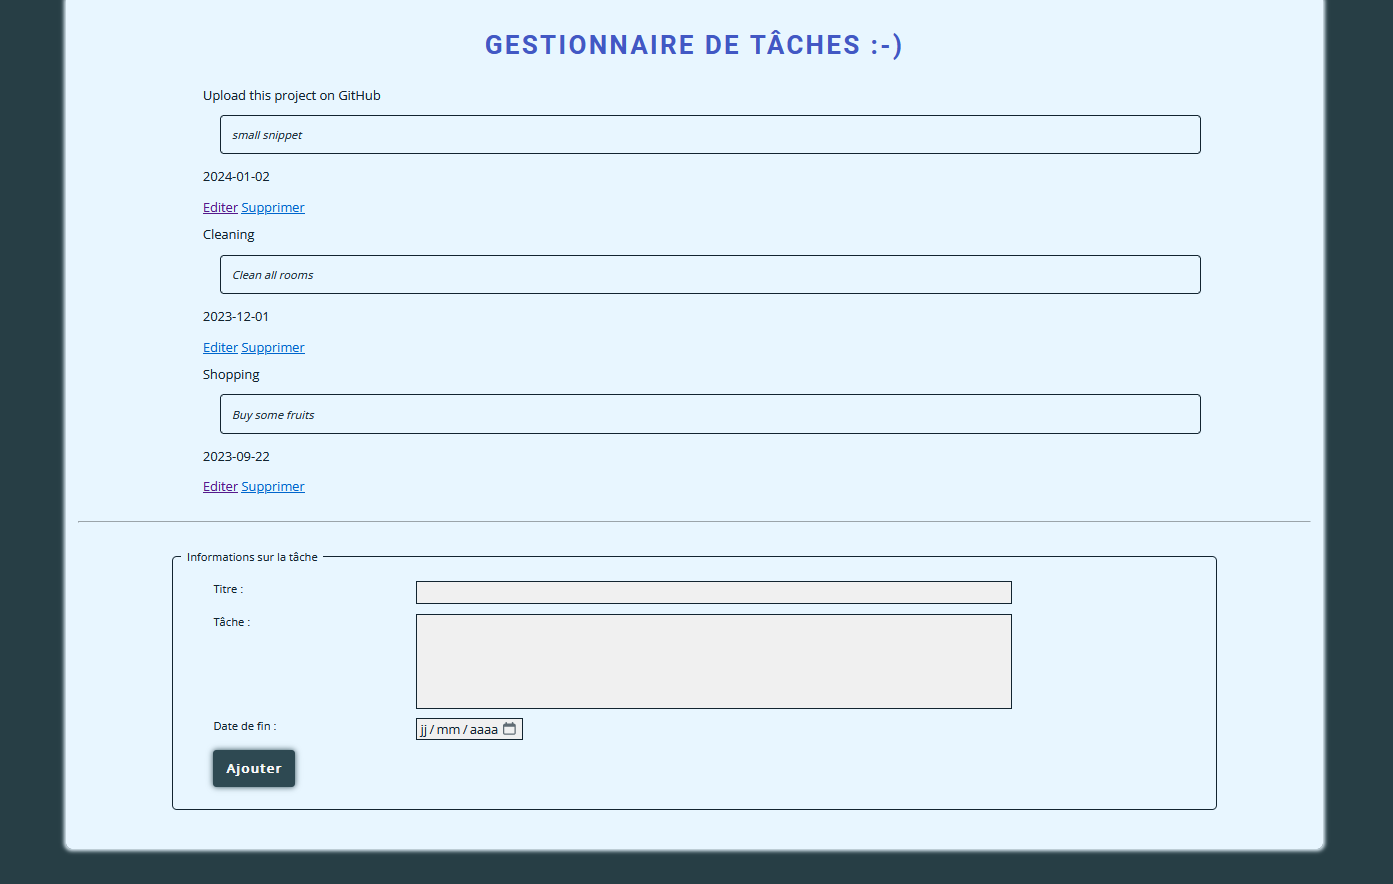 GESTIONNAIRE DE TÂCHES :-)
Upload this project on GitHub
small snippet
2024-01-02
Editer Supprimer
Cleaning
Clean all rooms
2023-12-01
Editer Supprimer
Shopping
Buy some fruits
2023-09-22
Editer Supprimer
Informations sur la tâche
Titre :
Tâche :
Date de fin :
jj/mm/aaaa
Ajouter